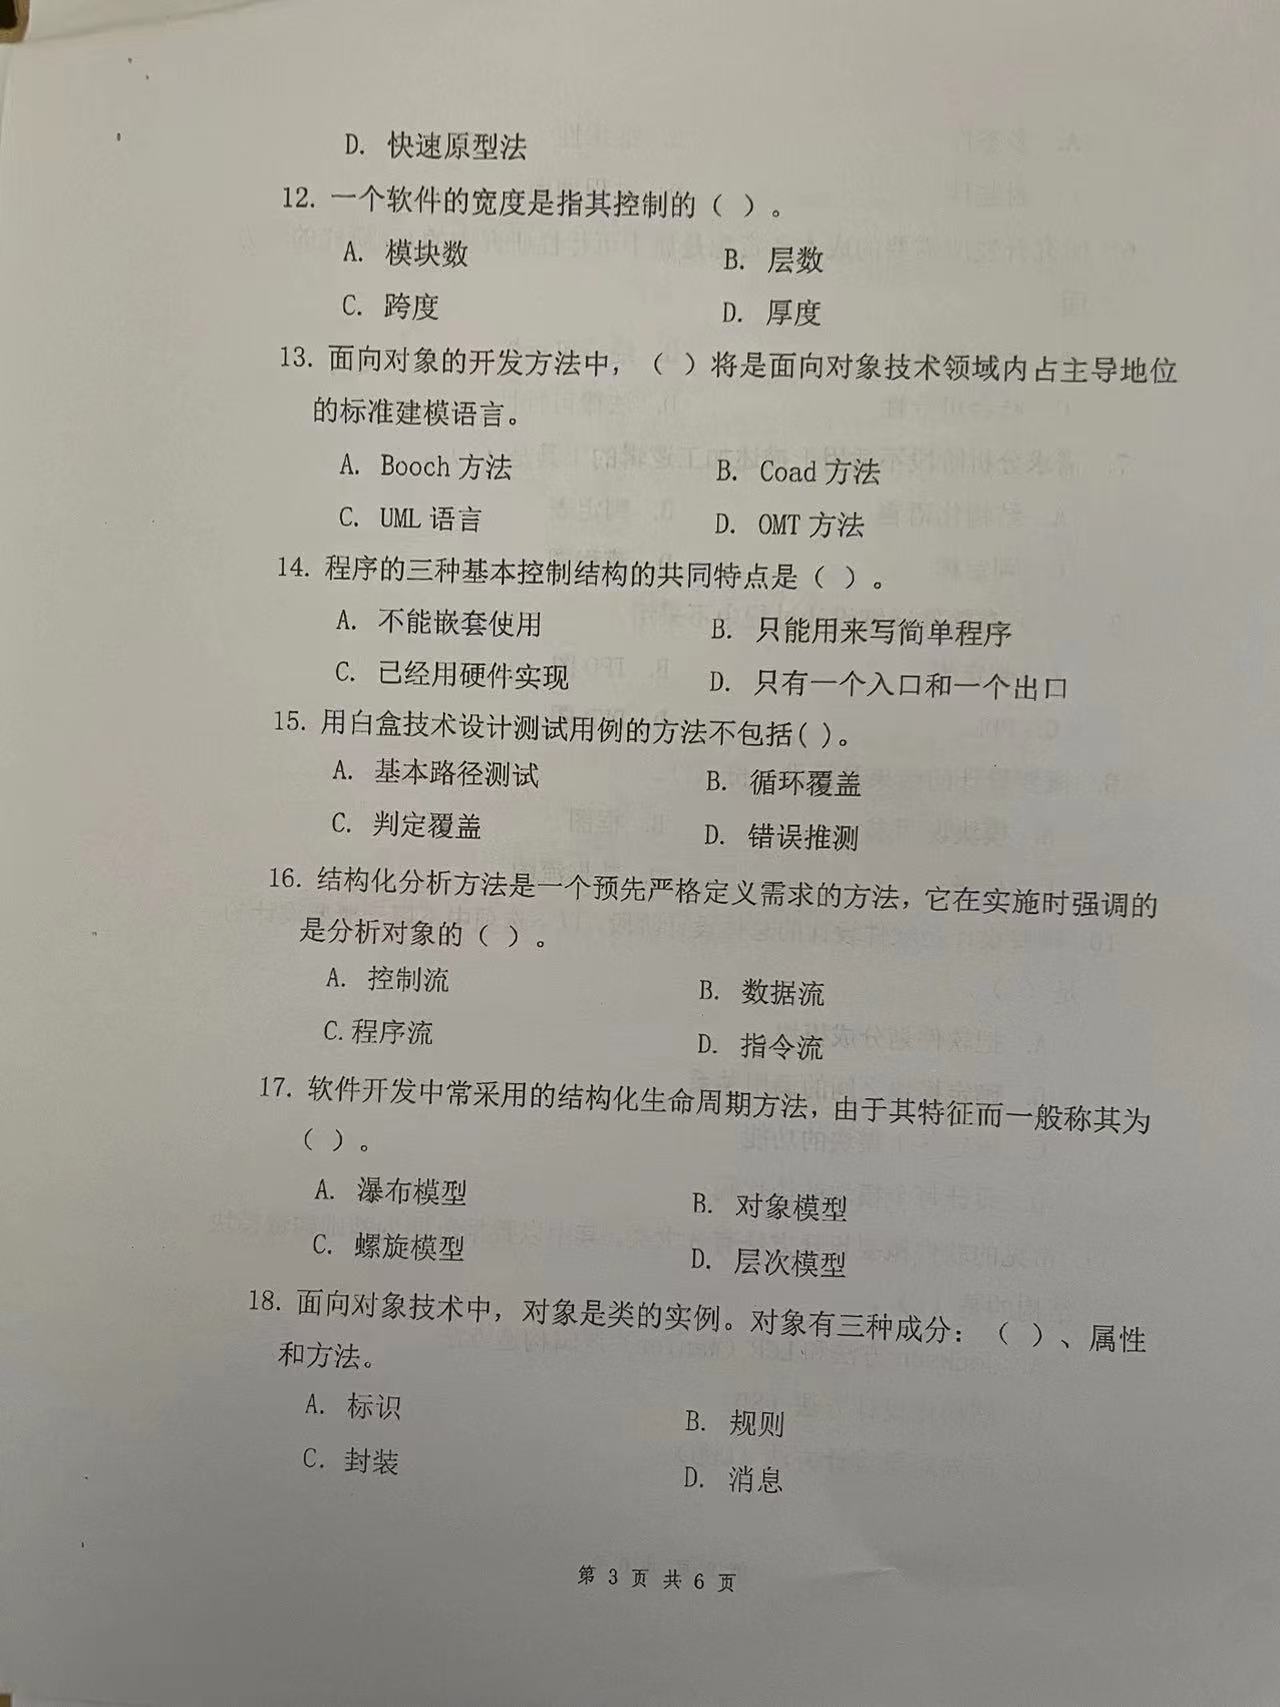 D. 快速原型法
12. 一个软件的宽度是指其控制的（ ）。
A. 模块数 B. 层数
C. 跨度 D. 厚度
13. 面向对象的开发方法中，（ ）将是面向对象技术领域内占主导地位
的标准建模语言。
A. Booch 方法 B. Coad 方法
C. UML 语言 D. OMT 方法
14. 程序的三种基本控制结构的共同特点是（ ）。
A. 不能嵌套使用 B. 只能用来写简单程序
C. 已经用硬件实现 D. 只有一个入口和一个出口
15. 用白盒技术设计测试用例的方法不包括( )。
A. 基本路径测试 B. 循环覆盖
C. 判定覆盖 D. 错误推测
16. 结构化分析方法是一个预先严格定义需求的方法，它在实施时强调的
是分析对象的（ ）。
A. 控制流 B. 数据流
C.程序流 D. 指令流
17. 软件开发中常采用的结构化生命周期方法，由于其特征而一般称其为
（ ）。
A. 瀑布模型 B. 对象模型
C. 螺旋模型 D. 层次模型
18. 面向对象技术中，对象是类的实例。对象有三种成分：（ ）、属性
和方法。
A. 标识 B. 规则
C. 封装 D. 消息
第 3 页 共 6 页